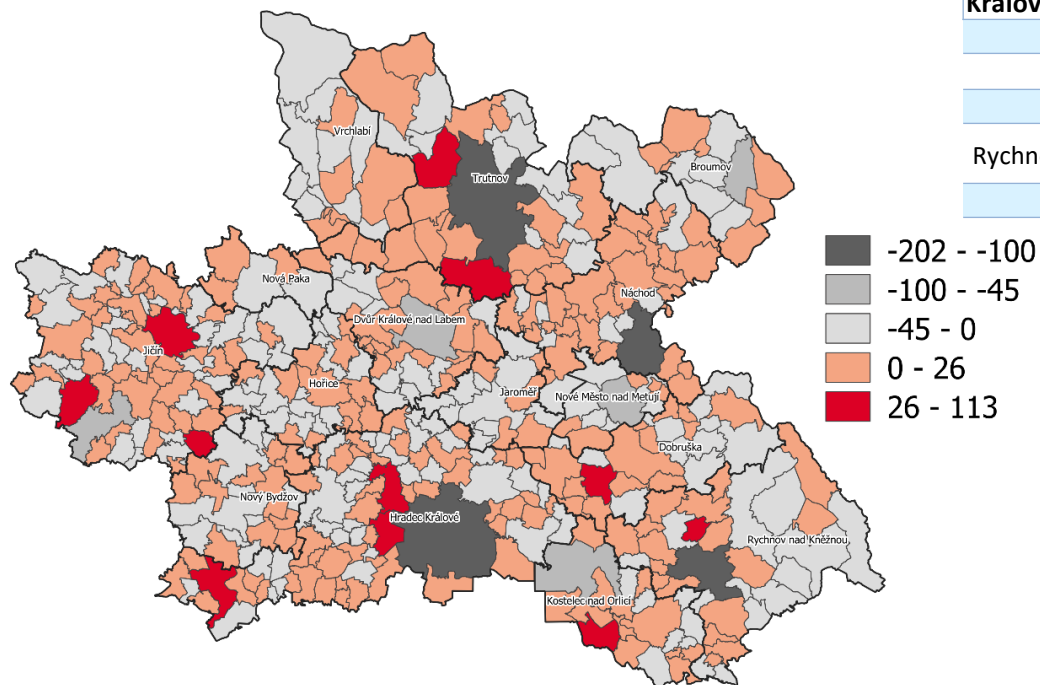 Králov
Vrchlabí
Trutnov
Broumov
Rychn
Nová Paka
Náchod
Dvůr Králové nad Labem
Jičín
Hořice
Jaroměř
Nové Město nad Metují
Dobruška
Nový Bydžov
Hradec Králové
Rychnov nad Kněžnou
Kostelec nad Orlicí
-202 - -100
-100 - -45
-45 - 0
0 - 26
26 - 113